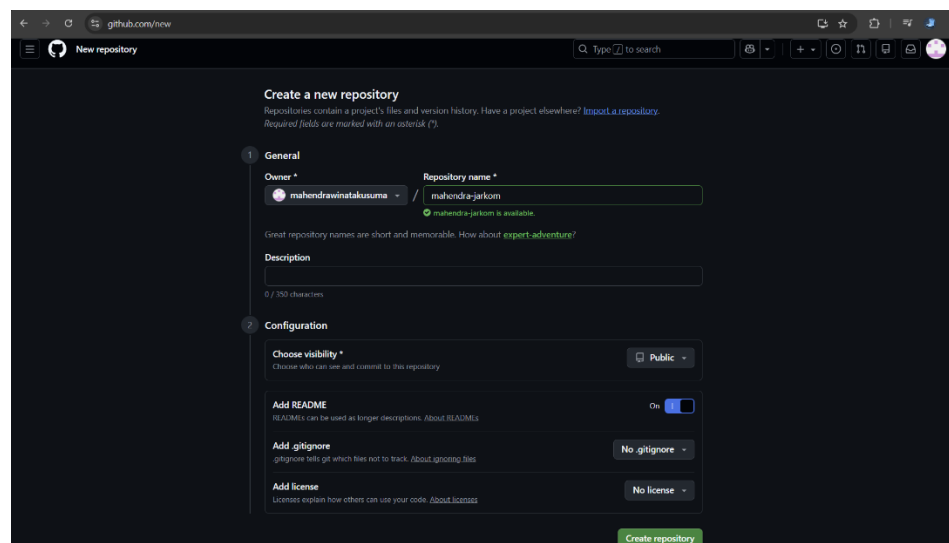 github.com/new
New repository
Type / to search
Create a new repository
Repositories contain a project's files and version history. Have a project elsewhere? Import a repository.
Required fields are marked with an asterisk (*).
1 General
Owner * Repository name *
mahendrawinatakusuma / mahendra-jarkom
mahendra-jarkom is available.
Great repository names are short and memorable. How about expert-adventure?
Description
0 / 350 characters
2 Configuration
Choose visibility * Public
Choose who can see and commit to this repository
Add README On
READMEs can be used as longer descriptions. About READMEs
Add .gitignore No .gitignore
.gitignore tells git which files not to track. About ignoring files
Add license No license
Licenses explain how others can use your code. About licenses
Create repository